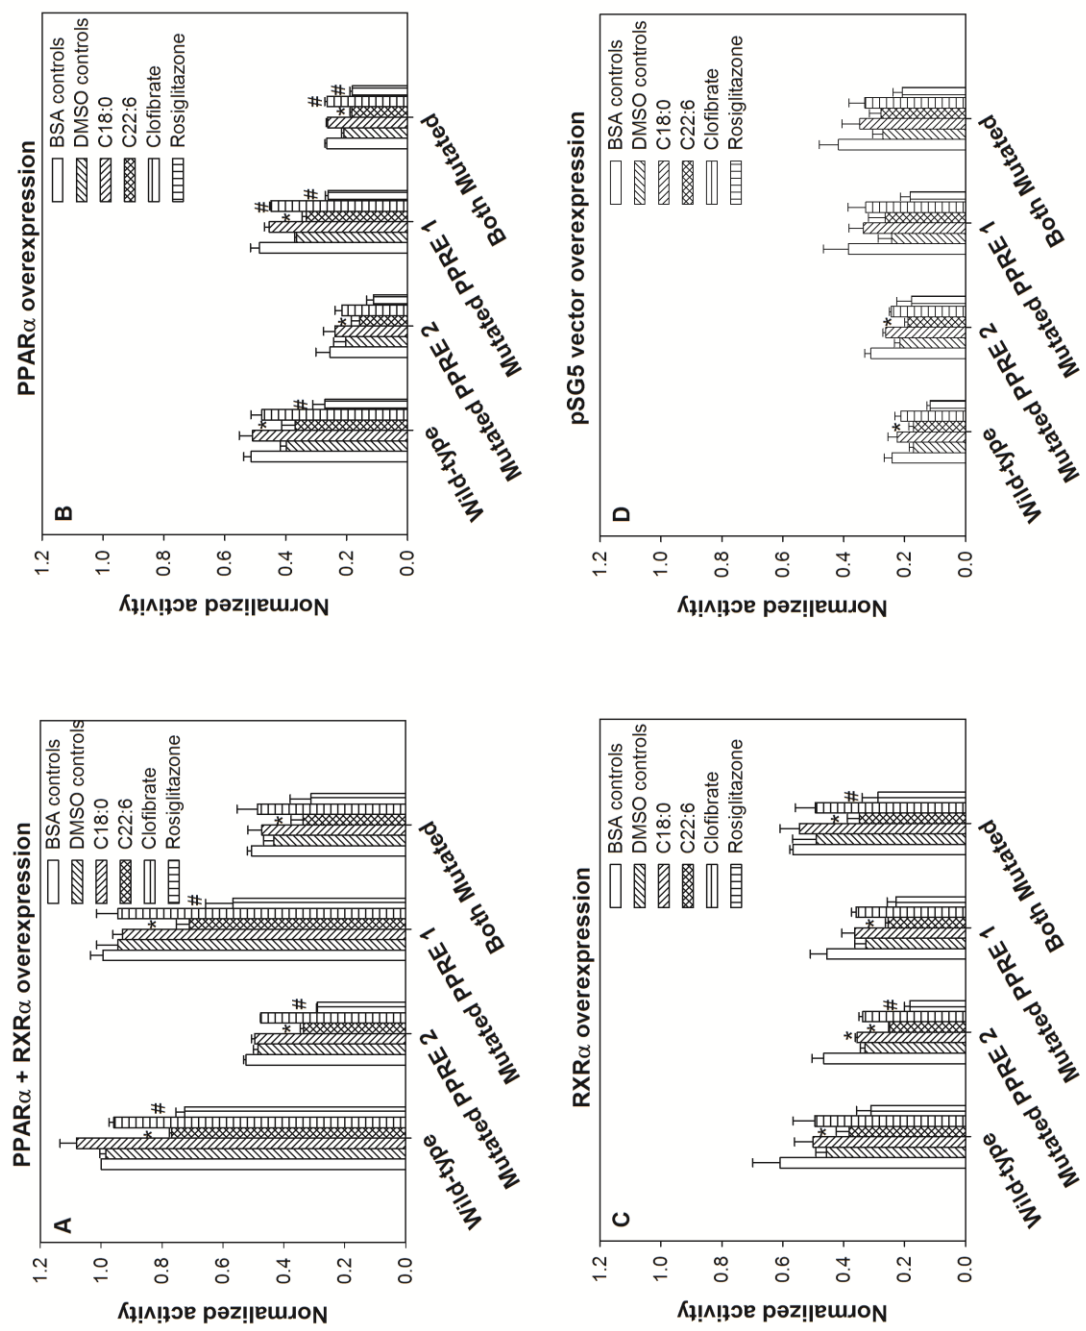 PPARα + RXRα overexpression
A
BSA controls
DMSO controls
C18:0
C22:6
Clofibrate
Rosiglitazone
Normalized activity
1.2
1.0
0.8
0.6
0.4
0.2
0.0
* #
* #
* #
*
Wild-type
Mutated PPRE 2
Mutated PPRE 1
Both Mutated
PPARα overexpression
B
BSA controls
DMSO controls
C18:0
C22:6
Clofibrate
Rosiglitazone
Normalized activity
1.2
1.0
0.8
0.6
0.4
0.2
0.0
* #
*
* # #
* # #
Wild-type
Mutated PPRE 2
Mutated PPRE 1
Both Mutated
RXRα overexpression
C
BSA controls
DMSO controls
C18:0
C22:6
Clofibrate
Rosiglitazone
Normalized activity
1.2
1.0
0.8
0.6
0.4
0.2
0.0
*
* * #
*
* #
Wild-type
Mutated PPRE 2
Mutated PPRE 1
Both Mutated
pSG5 vector overexpression
D
BSA controls
DMSO controls
C18:0
C22:6
Clofibrate
Rosiglitazone
Normalized activity
1.2
1.0
0.8
0.6
0.4
0.2
0.0
*
*
Wild-type
Mutated PPRE 2
Mutated PPRE 1
Both Mutated